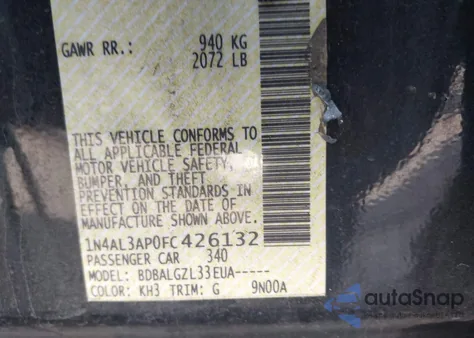 GAWR RR.: 940 KG
2072 LB
THIS VEHICLE CONFORMS TO
ALL APPLICABLE FEDERAL
MOTOR VEHICLE SAFETY,
BUMPER, AND THEFT
PREVENTION STANDARDS IN
EFFECT ON THE DATE OF
MANUFACTURE SHOWN ABOVE.
1N4AL3AP0FC426132
PASSENGER CAR 340
MODEL: BDBALGZL33EUA-----
COLOR: KH3 TRIM: G 9N00A
autoSnap